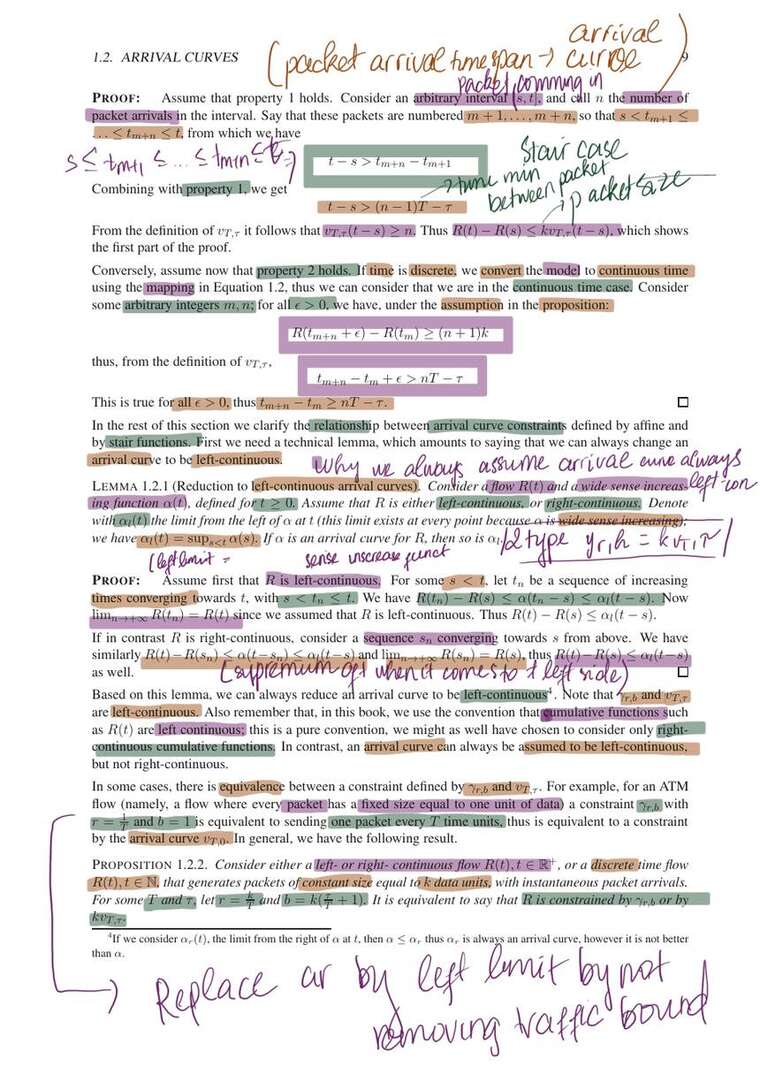 (packet arrival timespan → arrival curve)
1.2. ARRIVAL CURVES 9
packet comming in
PROOF: Assume that property 1 holds. Consider an arbitrary interval ]s, t], and call n the number of
packet arrivals in the interval. Say that these packets are numbered m + 1, . . . , m + n, so that s < t_{m+1} ≤
. . . ≤ t_{m+n} ≤ t, from which we have
s ≤ t_{m+1} ≤ ... ≤ t_{m+n} ≤ t ⇒
t − s > t_{m+n} − t_{m+1}
Stair case
Combining with property 1, we get
→ time min between packet
t − s > (n − 1)T − τ
packet size
From the definition of v_{T,τ} it follows that v_{T,τ}(t − s) ≥ n. Thus R(t) − R(s) ≤ kv_{T,τ}(t − s), which shows
the first part of the proof.
Conversely, assume now that property 2 holds. If time is discrete, we convert the model to continuous time
using the mapping in Equation 1.2, thus we can consider that we are in the continuous time case. Consider
some arbitrary integers m, n; for all ϵ > 0, we have, under the assumption in the proposition:
R(t_{m+n} + ϵ) − R(t_m) ≥ (n + 1)k
thus, from the definition of v_{T,τ},
t_{m+n} − t_m + ϵ > nT − τ
This is true for all ϵ > 0, thus t_{m+n} − t_m ≥ nT − τ. □
In the rest of this section we clarify the relationship between arrival curve constraints defined by affine and
by stair functions. First we need a technical lemma, which amounts to saying that we can always change an
arrival curve to be left-continuous.
Why we always assume arrival curve always
left-con
LEMMA 1.2.1 (Reduction to left-continuous arrival curves). Consider a flow R(t) and a wide sense increas-
ing function α(t), defined for t ≥ 0. Assume that R is either left-continuous, or right-continuous. Denote
with α_l(t) the limit from the left of α at t (this limit exists at every point because α is wide sense increasing);
we have α_l(t) = sup_{s<t} α(s). If α is an arrival curve for R, then so is α_l.
2 type γ_{r,b} = kv_{T,τ}
(left limit = sense inscrease funct
PROOF: Assume first that R is left-continuous. For some s < t, let t_n be a sequence of increasing
times converging towards t, with s < t_n ≤ t. We have R(t_n) − R(s) ≤ α(t_n − s) ≤ α_l(t − s). Now
lim_{n→+∞} R(t_n) = R(t) since we assumed that R is left-continuous. Thus R(t) − R(s) ≤ α_l(t − s).
If in contrast R is right-continuous, consider a sequence s_n converging towards s from above. We have
similarly R(t) − R(s_n) ≤ α(t − s_n) ≤ α_l(t − s) and lim_{n→+∞} R(s_n) = R(s), thus R(t) − R(s) ≤ α_l(t − s)
as well. □
(supremum of when it comes to t left side)
Based on this lemma, we can always reduce an arrival curve to be left-continuous⁴. Note that γ_{r,b} and v_{T,τ}
are left-continuous. Also remember that, in this book, we use the convention that cumulative functions such
as R(t) are left continuous; this is a pure convention, we might as well have chosen to consider only right-
continuous cumulative functions. In contrast, an arrival curve can always be assumed to be left-continuous,
but not right-continuous.
In some cases, there is equivalence between a constraint defined by γ_{r,b} and v_{T,τ}. For example, for an ATM
flow (namely, a flow where every packet has a fixed size equal to one unit of data) a constraint γ_{r,b} with
r = 1/T and b = 1 is equivalent to sending one packet every T time units, thus is equivalent to a constraint
by the arrival curve v_{T,0}. In general, we have the following result.
PROPOSITION 1.2.2. Consider either a left- or right- continuous flow R(t), t ∈ ℝ⁺, or a discrete time flow
R(t), t ∈ ℕ, that generates packets of constant size equal to k data units, with instantaneous packet arrivals.
For some T and τ, let r = k/T and b = k(τ/T + 1). It is equivalent to say that R is constrained by γ_{r,b} or by
kv_{T,τ}.
⁴If we consider α_r(t), the limit from the right of α at t, then α ≤ α_r thus α_r is always an arrival curve, however it is not better
than α.
→ Replace ar by left limit by not
removing traffic bound